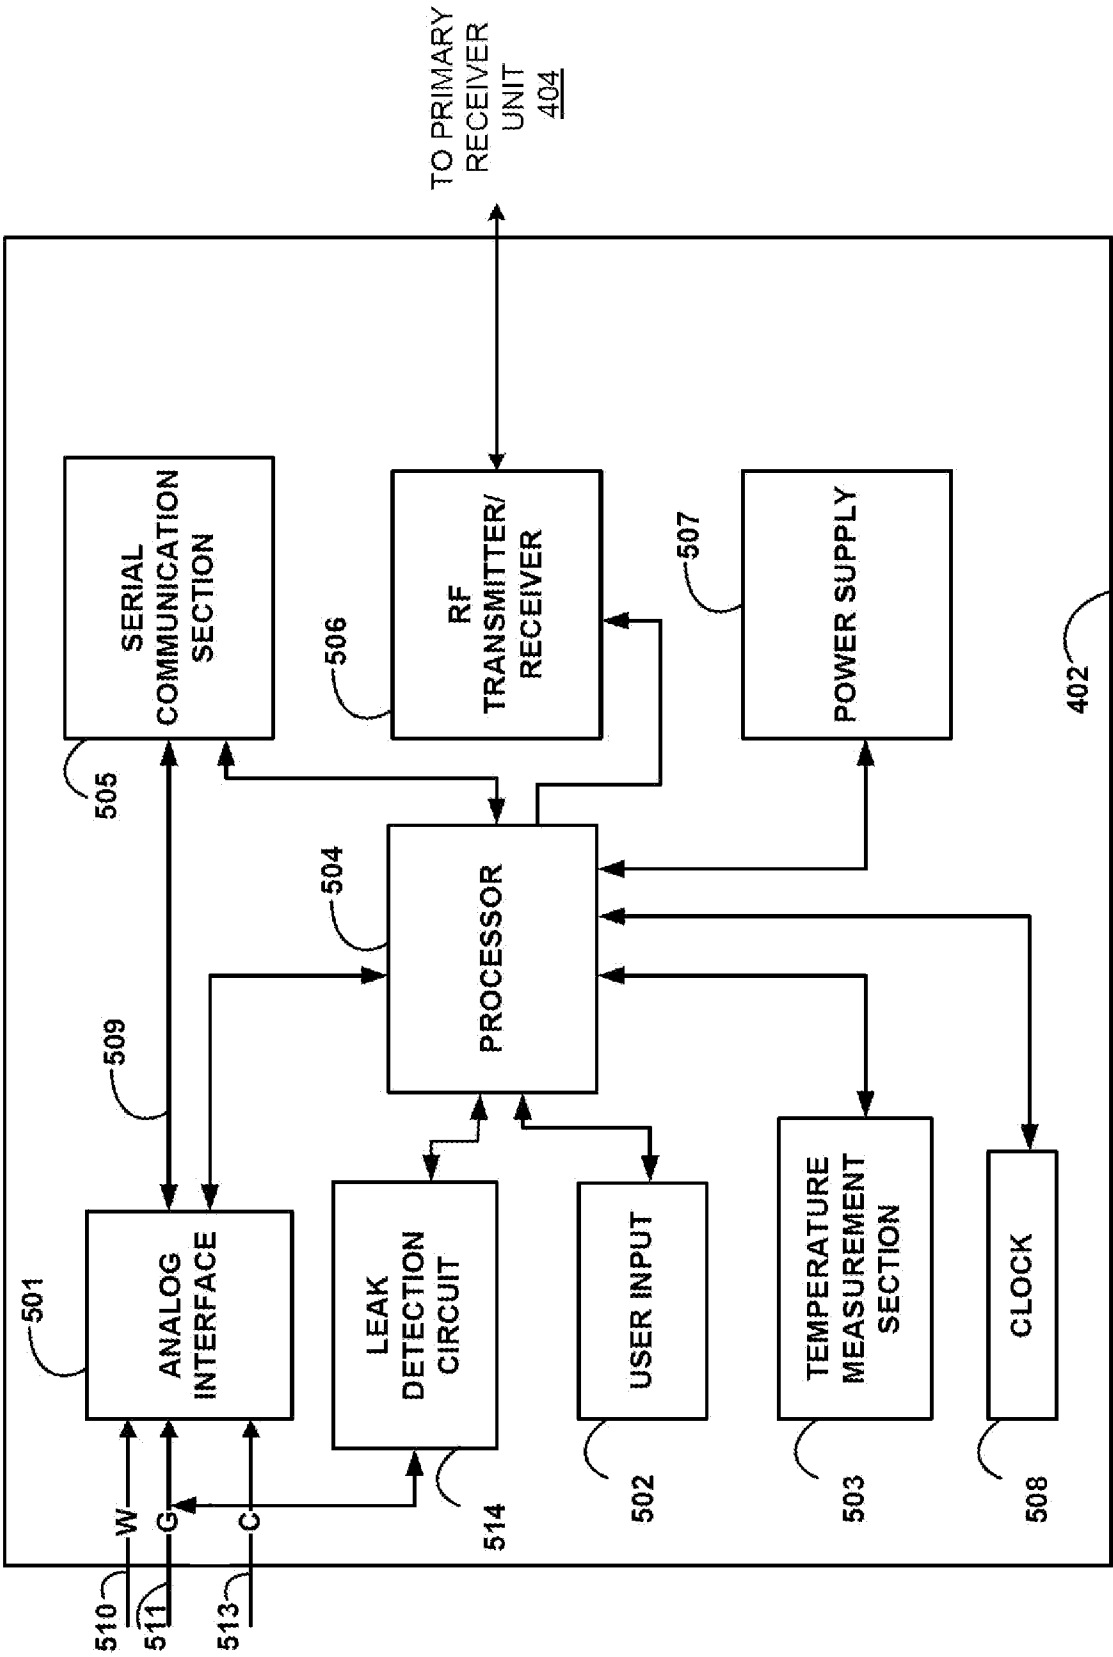 510
W
511
G
513
C
501
ANALOG
INTERFACE
509
505
SERIAL
COMMUNICATION
SECTION
514
LEAK
DETECTION
CIRCUIT
504
PROCESSOR
506
RF
TRANSMITTER/
RECEIVER
TO PRIMARY
RECEIVER
UNIT
404
502
USER INPUT
503
TEMPERATURE
MEASUREMENT
SECTION
507
POWER SUPPLY
508
CLOCK
402